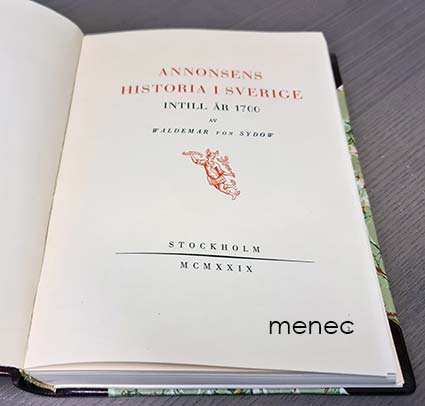 ANNONSENS
HISTORIA I SVERIGE
INTILL ÅR 1700
AV
WALDEMAR VON SYDOW
STOCKHOLM
MCMXXIX
menec